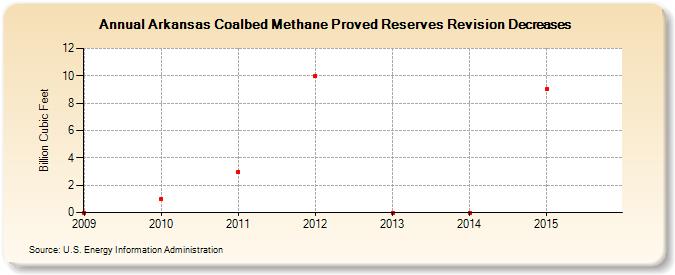 Annual Arkansas Coalbed Methane Proved Reserves Revision Decreases
Billion Cubic Feet
12
10
8
6
4
2
0
2009 2010 2011 2012 2013 2014 2015
Source: U.S. Energy Information Administration